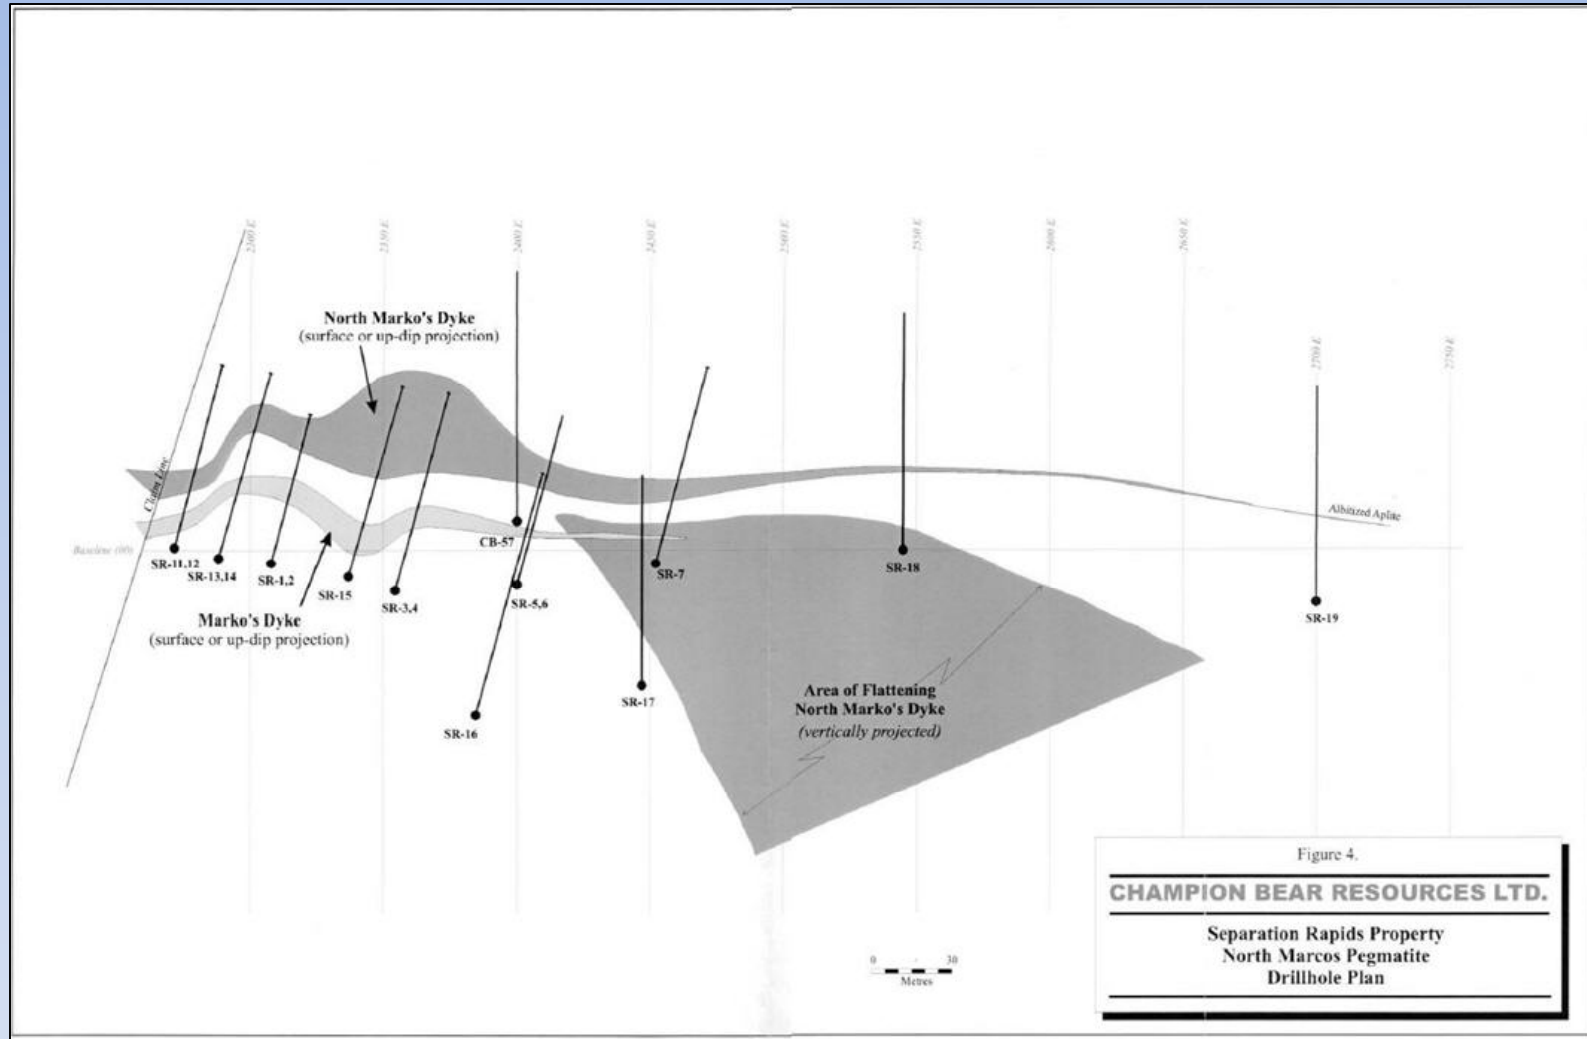 2300 E
2350 E
2400 E
2450 E
2500 E
2550 E
2600 E
2650 E
2700 E
2750 E
North Marko's Dyke
(surface or up-dip projection)
Claim Line
Albitized Aplite
Baseline 000
CB-57
SR-11,12
SR-13,14
SR-1,2
SR-15
SR-3,4
SR-5,6
SR-7
SR-18
SR-19
Marko's Dyke
(surface or up-dip projection)
SR-17
SR-16
Area of Flattening
North Marko's Dyke
(vertically projected)
0 30
Metres
Figure 4.
CHAMPION BEAR RESOURCES LTD.
Separation Rapids Property
North Marcos Pegmatite
Drillhole Plan